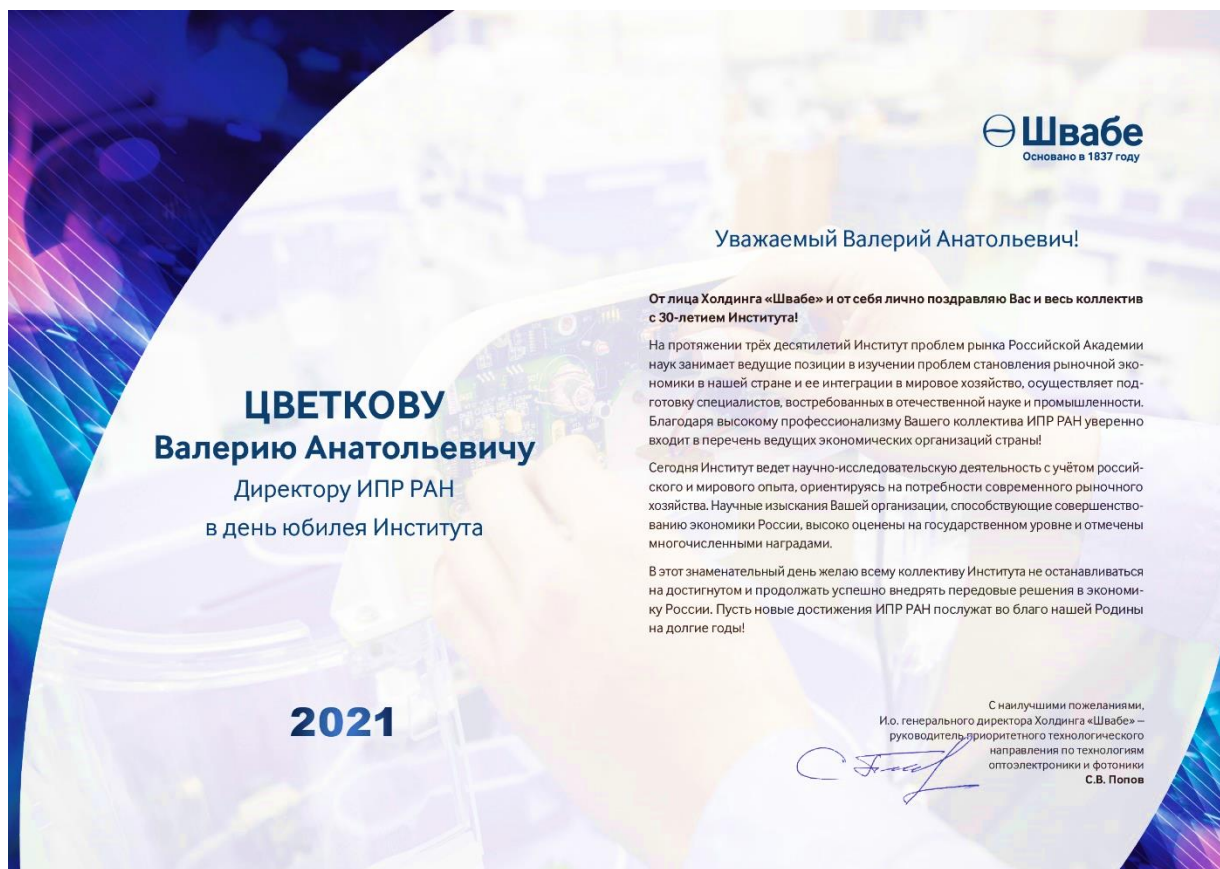 ЦВЕТКОВУ
Валерию Анатольевичу
Директору ИПР РАН
в день юбилея Института
2021
Швабе
Основано в 1837 году
Уважаемый Валерий Анатольевич!
От лица Холдинга «Швабе» и от себя лично поздравляю Вас и весь коллектив
с 30-летием Института!
На протяжении трёх десятилетий Институт проблем рынка Российской Академии
наук занимает ведущие позиции в изучении проблем становления рыночной эко-
номики в нашей стране и ее интеграции в мировое хозяйство, осуществляет под-
готовку специалистов, востребованных в отечественной науке и промышленности.
Благодаря высокому профессионализму Вашего коллектива ИПР РАН уверенно
входит в перечень ведущих экономических организаций страны!
Сегодня Институт ведет научно-исследовательскую деятельность с учётом россий-
ского и мирового опыта, ориентируясь на потребности современного рыночного
хозяйства. Научные изыскания Вашей организации, способствующие совершенство-
ванию экономики России, высоко оценены на государственном уровне и отмечены
многочисленными наградами.
В этот знаменательный день желаю всему коллективу Института не останавливаться
на достигнутом и продолжать успешно внедрять передовые решения в экономи-
ку России. Пусть новые достижения ИПР РАН послужат во благо нашей Родины
на долгие годы!
С наилучшими пожеланиями,
И.о. генерального директора Холдинга «Швабе» –
руководитель приоритетного технологического
направления по технологиям
оптоэлектроники и фотоники
С.В. Попов